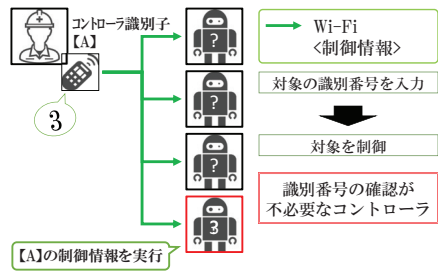 コントローラ識別子
【A】
3
?
?
?
3
【A】の制御情報を実行
Wi-Fi
<制御情報>
対象の識別番号を入力
対象を制御
識別番号の確認が
不必要なコントローラ